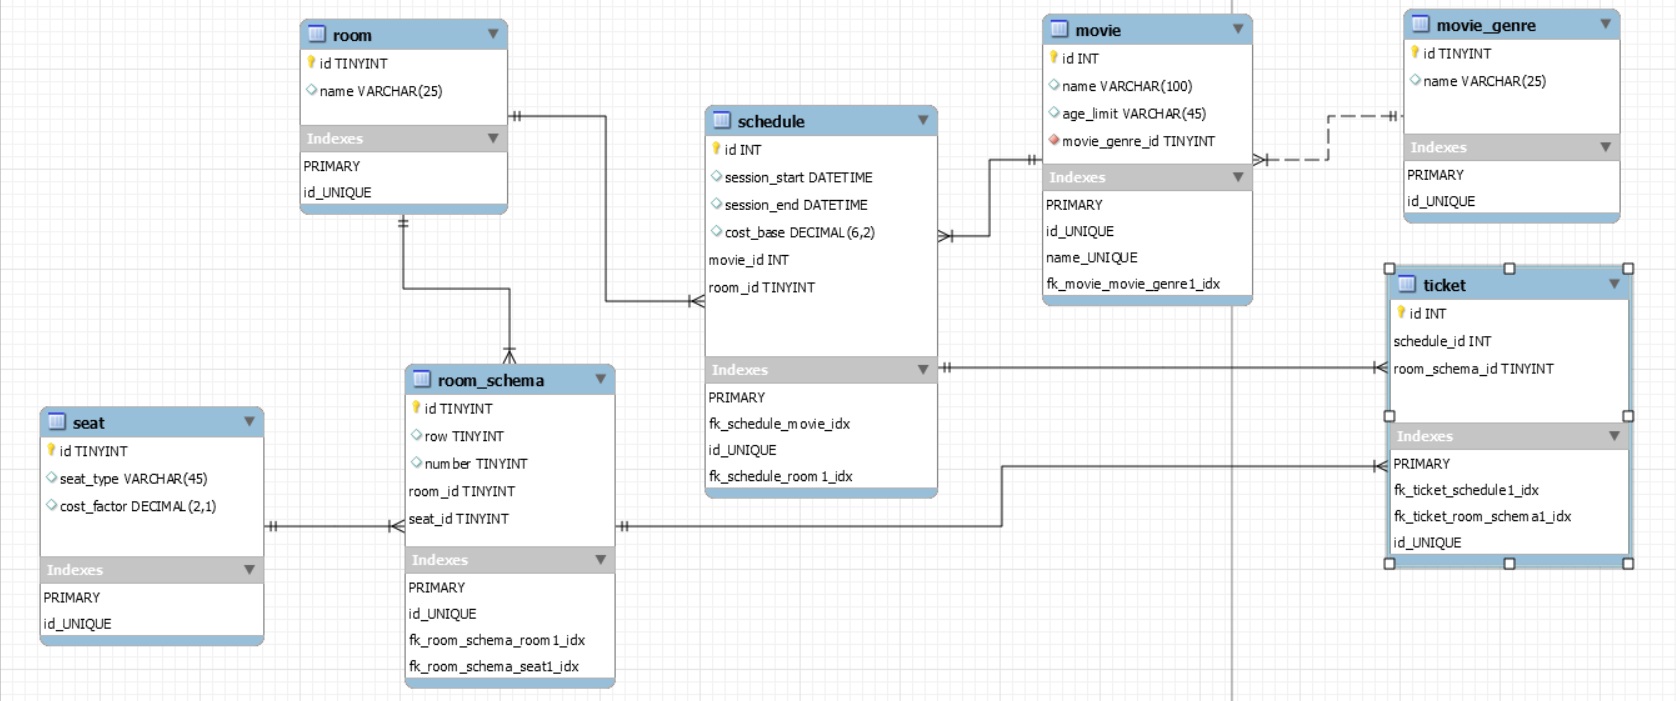 room
id TINYINT
name VARCHAR(25)
Indexes
PRIMARY
id_UNIQUE
schedule
id INT
session_start DATETIME
session_end DATETIME
cost_base DECIMAL(6,2)
movie_id INT
room_id TINYINT
Indexes
PRIMARY
fk_schedule_movie_idx
id_UNIQUE
fk_schedule_room1_idx
movie
id INT
name VARCHAR(100)
age_limit VARCHAR(45)
movie_genre_id TINYINT
Indexes
PRIMARY
id_UNIQUE
name_UNIQUE
fk_movie_movie_genre1_idx
movie_genre
id TINYINT
name VARCHAR(25)
Indexes
PRIMARY
id_UNIQUE
ticket
id INT
schedule_id INT
room_schema_id TINYINT
Indexes
PRIMARY
fk_ticket_schedule1_idx
fk_ticket_room_schema1_idx
id_UNIQUE
room_schema
id TINYINT
row TINYINT
number TINYINT
room_id TINYINT
seat_id TINYINT
Indexes
PRIMARY
id_UNIQUE
fk_room_schema_room1_idx
fk_room_schema_seat1_idx
seat
id TINYINT
seat_type VARCHAR(45)
cost_factor DECIMAL(2,1)
Indexes
PRIMARY
id_UNIQUE